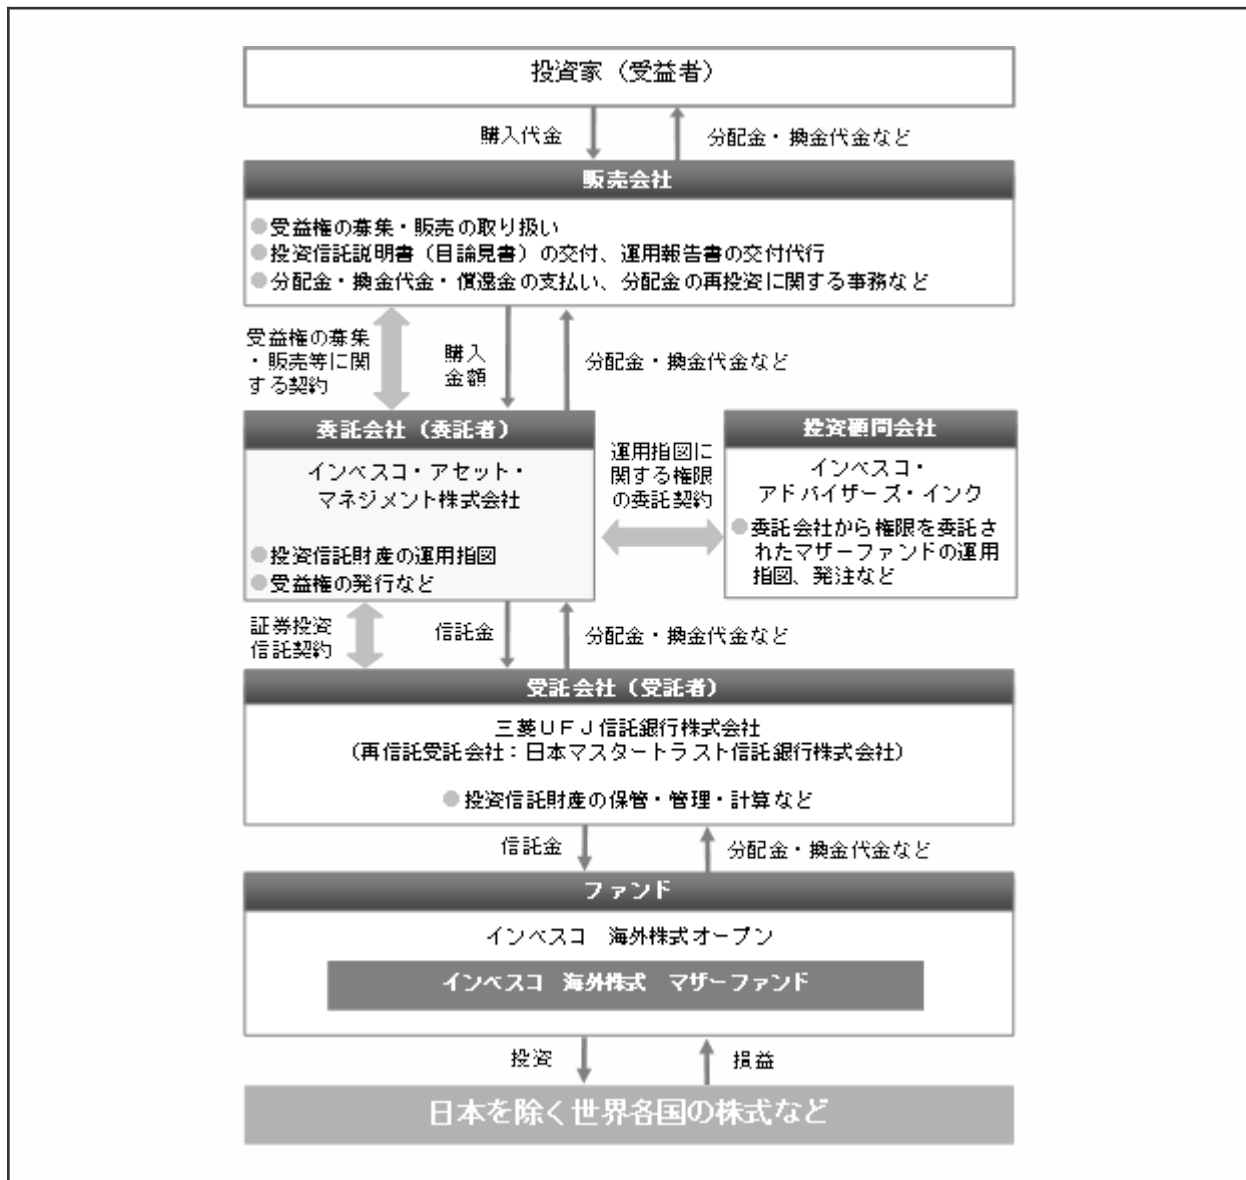 投資家（受益者）
購入代金
分配金・換金代金など
販売会社
●受益権の募集・販売の取り扱い
●投資信託説明書（目論見書）の交付、運用報告書の交付代行
●分配金・換金代金・償還金の支払い、分配金の再投資に関する事務など
受益権の募集
・販売等に関
する契約
購入
金額
分配金・換金代金など
委託会社（委託者）
インベスコ・アセット・
マネジメント株式会社
●投資信託財産の運用指図
●受益権の発行など
運用指図に
関する権限
の委託契約
投資顧問会社
インベスコ・
アドバイザーズ・インク
●委託会社から権限を委託さ
れたマザーファンドの運用
指図、発注など
証券投資
信託契約
信託金
分配金・換金代金など
受託会社（受託者）
三菱ＵＦＪ信託銀行株式会社
（再信託受託会社：日本マスタートラスト信託銀行株式会社）
●投資信託財産の保管・管理・計算など
信託金
分配金・換金代金など
ファンド
インベスコ　海外株式オープン
インベスコ　海外株式　マザーファンド
投資
損益
日本を除く世界各国の株式など